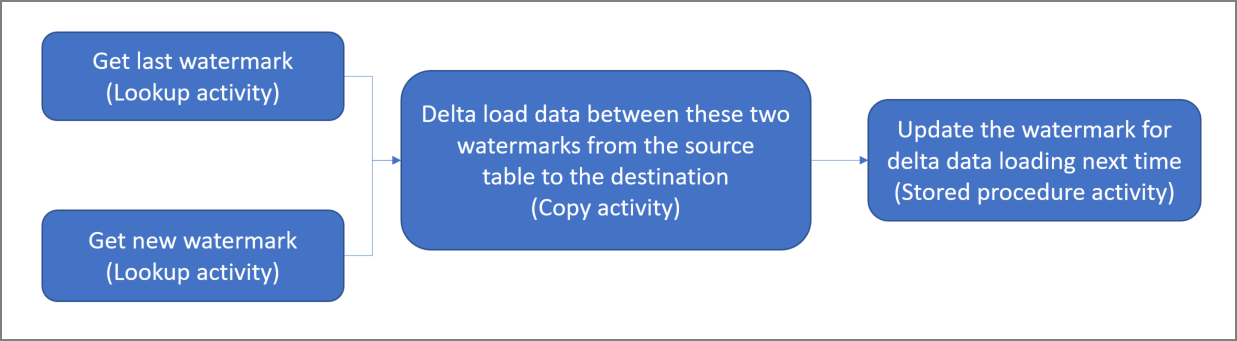 Get last watermark
(Lookup activity)
Get new watermark
(Lookup activity)
Delta load data between these two
watermarks from the source
table to the destination
(Copy activity)
Update the watermark for
delta data loading next time
(Stored procedure activity)